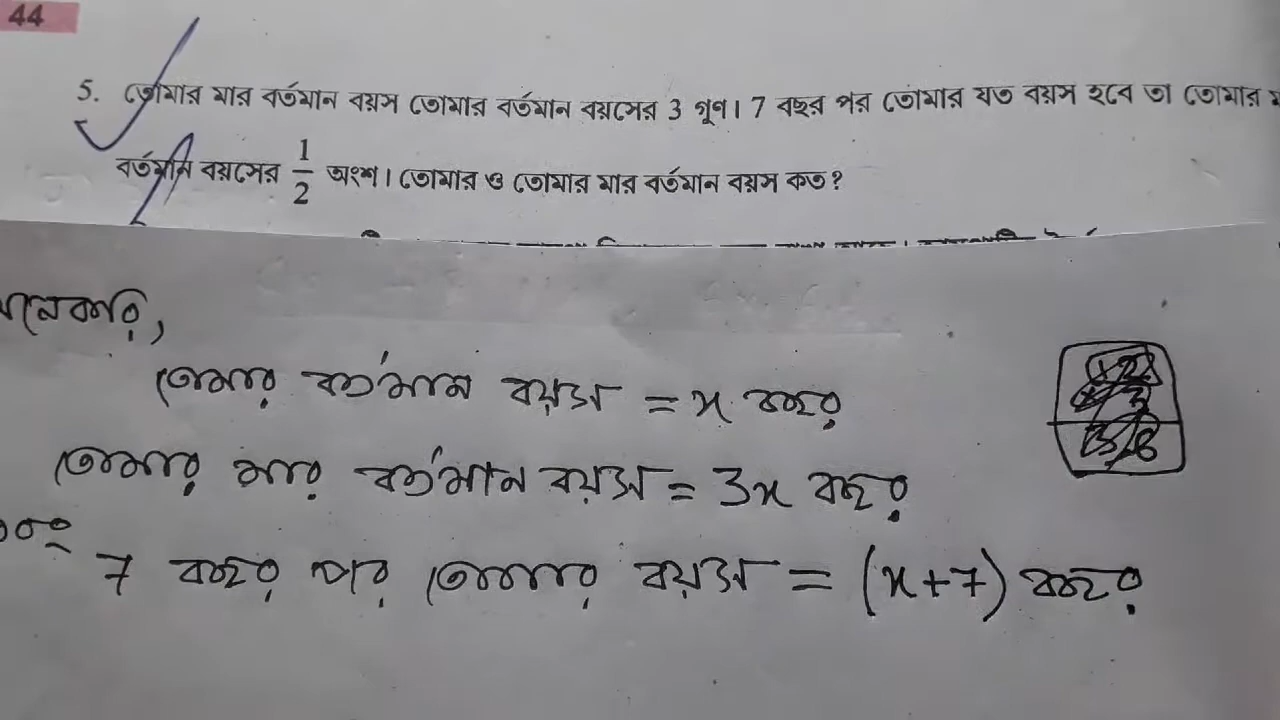 44
5. তোমার মার বর্তমান বয়স তোমার বর্তমান বয়সের 3 গুণ। 7 বছর পর তোমার যত বয়স হবে তা তোমার
বর্তমান বয়সের 1/2 অংশ। তোমার ও তোমার মার বর্তমান বয়স কত?
মনেকরি,
তোমার বর্তমান বয়স = x বছর
তোমার মার বর্তমান বয়স = 3x বছর
এবং
7 বছর পর তোমার বয়স = (x+7) বছর